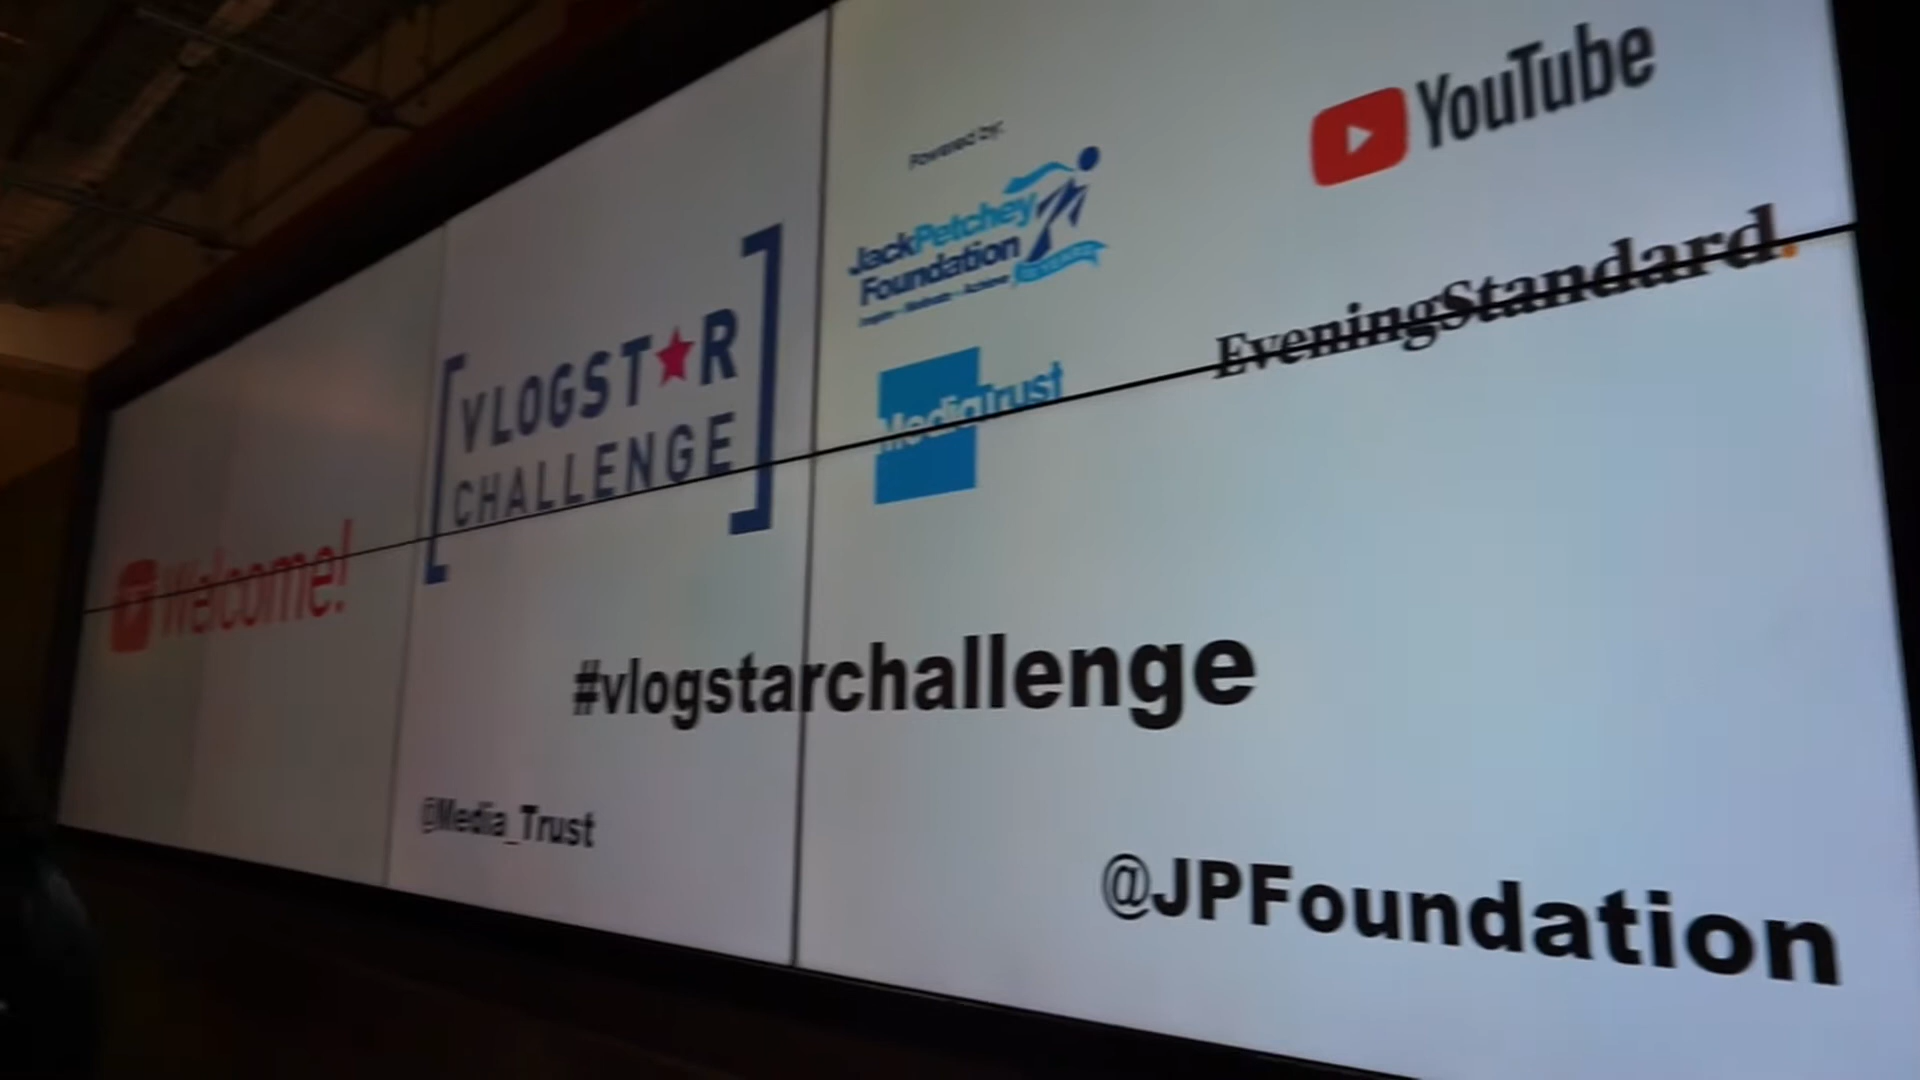 Welcome!
VLOGSTAR
CHALLENGE
Powered by:
JackPetchey
Foundation
MediaTrust
YouTube
EveningStandard.
#vlogstarchallenge
@Media_Trust
@JPFoundation